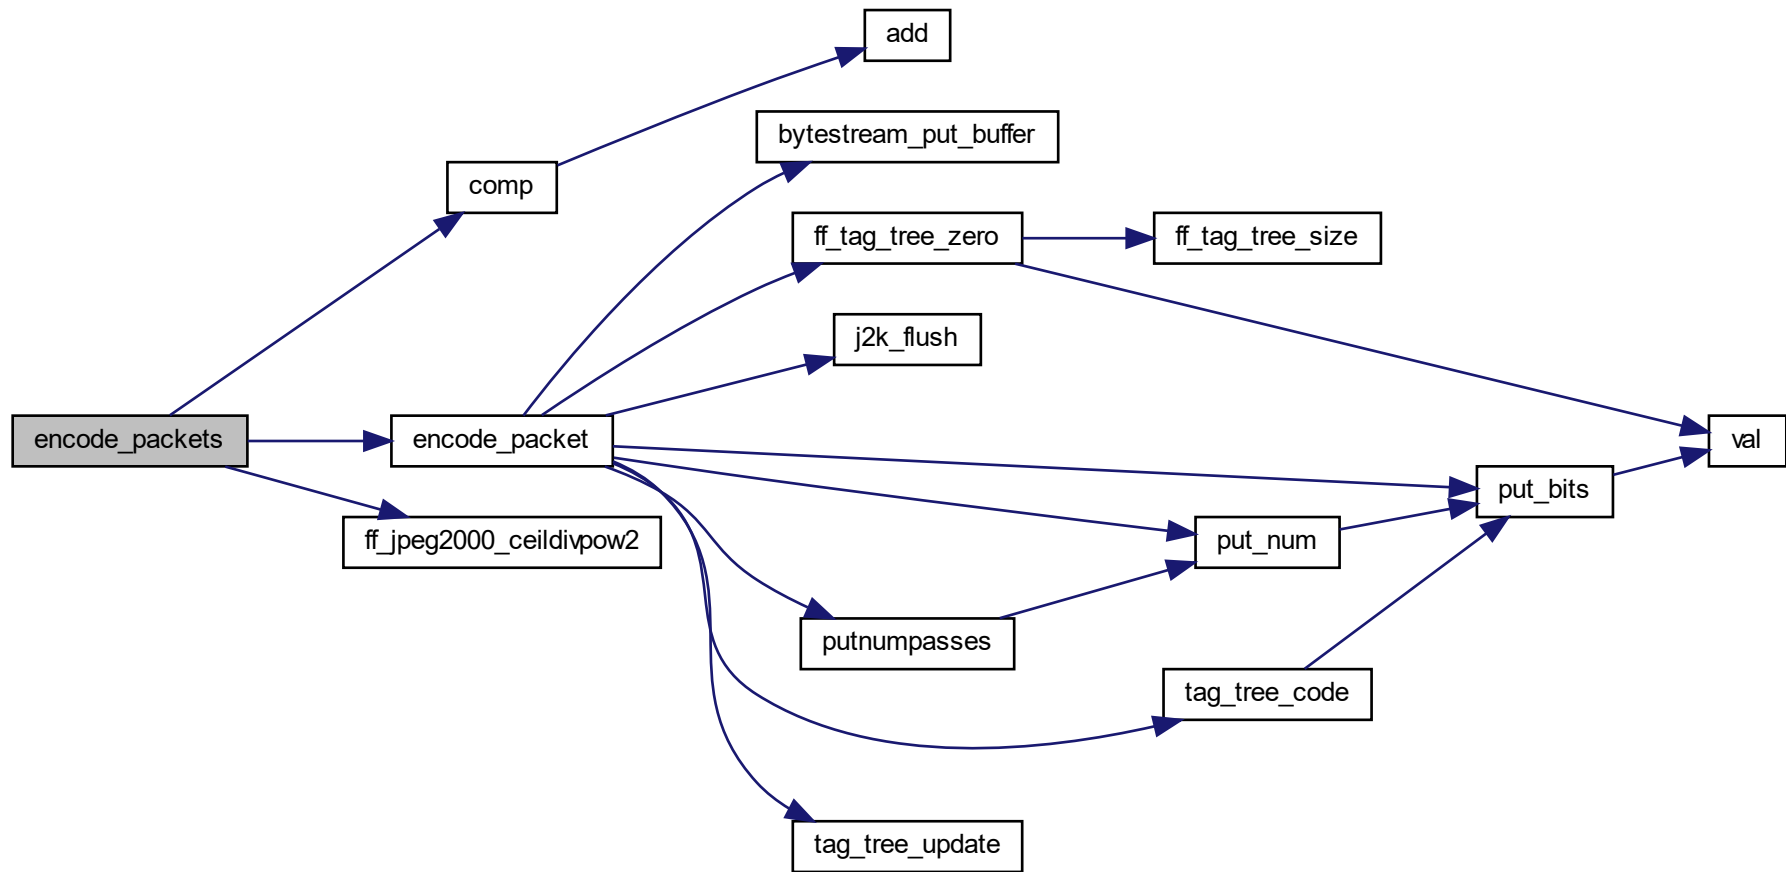 add
bytestream_put_buffer
comp
ff_tag_tree_zero
ff_tag_tree_size
j2k_flush
encode_packets
encode_packet
val
put_bits
ff_jpeg2000_ceildivpow2
put_num
putnumpasses
tag_tree_code
tag_tree_update